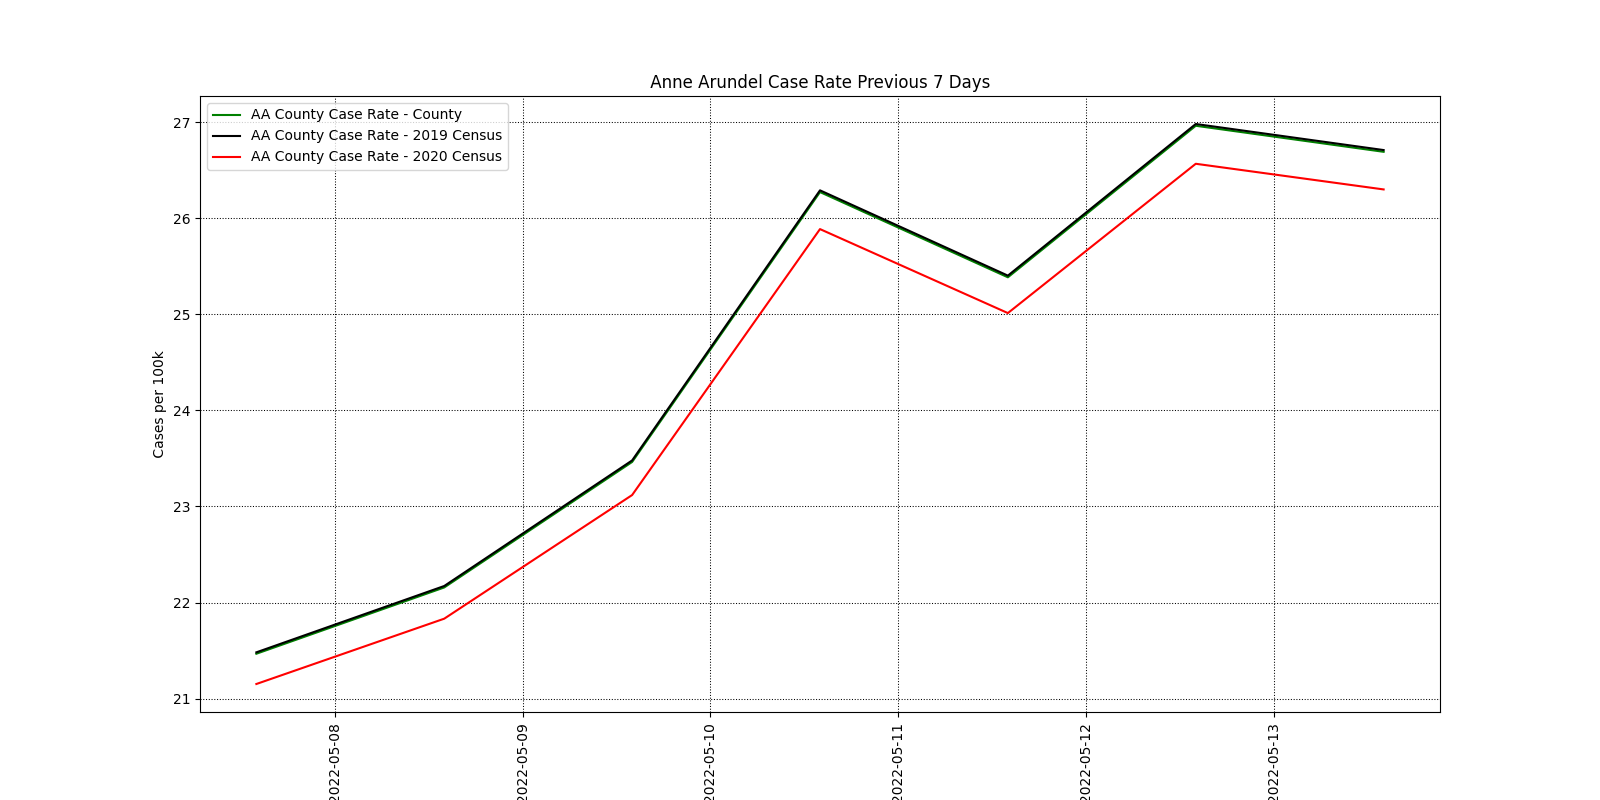 Anne Arundel Case Rate Previous 7 Days
AA County Case Rate - County
AA County Case Rate - 2019 Census
AA County Case Rate - 2020 Census
27
26
25
24
23
22
21
Cases per 100k
2022-05-08
2022-05-09
2022-05-10
2022-05-11
2022-05-12
2022-05-13